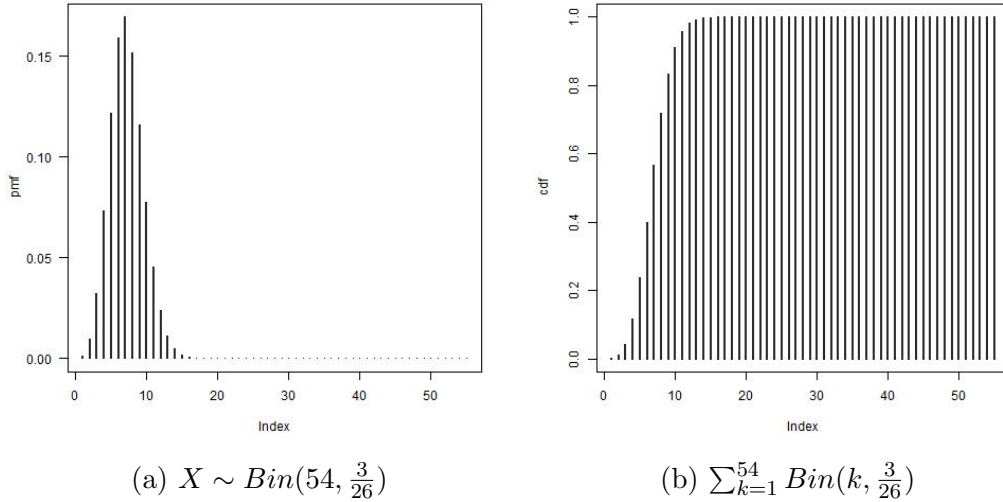 0.15
0.10
0.05
0.00
pmf
0 10 20 30 40 50
Index
1.0
0.8
0.6
0.4
0.2
0.0
cdf
0 10 20 30 40 50
Index
(a) X ∼ Bin(54, 3/26)
(b) ∑_{k=1}^{54} Bin(k, 3/26)